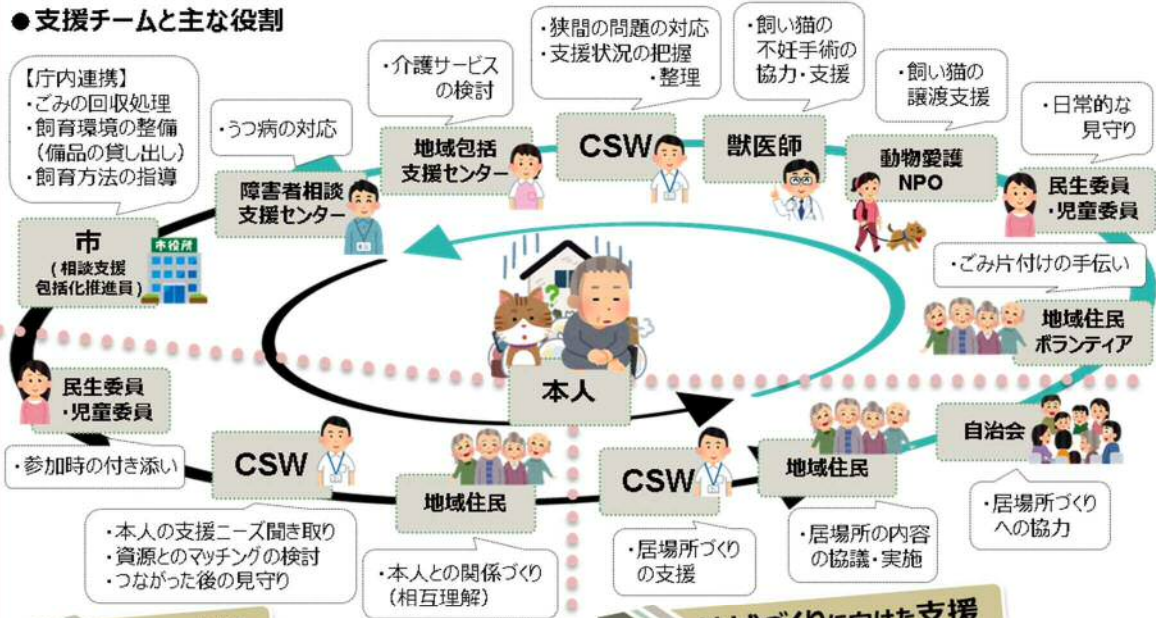 ●支援チームと主な役割
【庁内連携】
・ごみの回収処理
・飼育環境の整備
(備品の貸し出し)
・飼育方法の指導
市
(相談支援
包括化推進員)
市役所
・うつ病の対応
障害者相談
支援センター
・介護サービス
の検討
地域包括
支援センター
・狭間の問題の対応
・支援状況の把握
・整理
CSW
・飼い猫の
不妊手術の
協力・支援
獣医師
・飼い猫の
譲渡支援
動物愛護
NPO
・日常的な
見守り
民生委員
・児童委員
・ごみ片付けの手伝い
地域住民
ボランティア
本人
民生委員
・児童委員
・参加時の付き添い
CSW
・本人の支援ニーズ聞き取り
・資源とのマッチングの検討
・つながった後の見守り
地域住民
・本人との関係づくり
(相互理解)
CSW
・居場所づくり
の支援
地域住民
・居場所の内容
の協議・実施
自治会
・居場所づくり
への協力
づくりに向けた支援